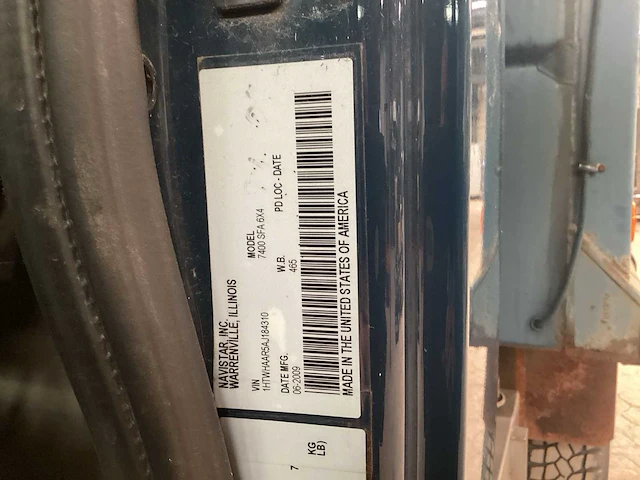 NAVISTAR, INC.
WARRENVILLE, ILLINOIS
VIN MODEL
1HTWHAAR5AJ184310 7400 SFA 6X4
DATE MFG. W.B. PD LOC - DATE
06-2009 465
MADE IN THE UNITED STATES OF AMERICA
7 KG
LB)